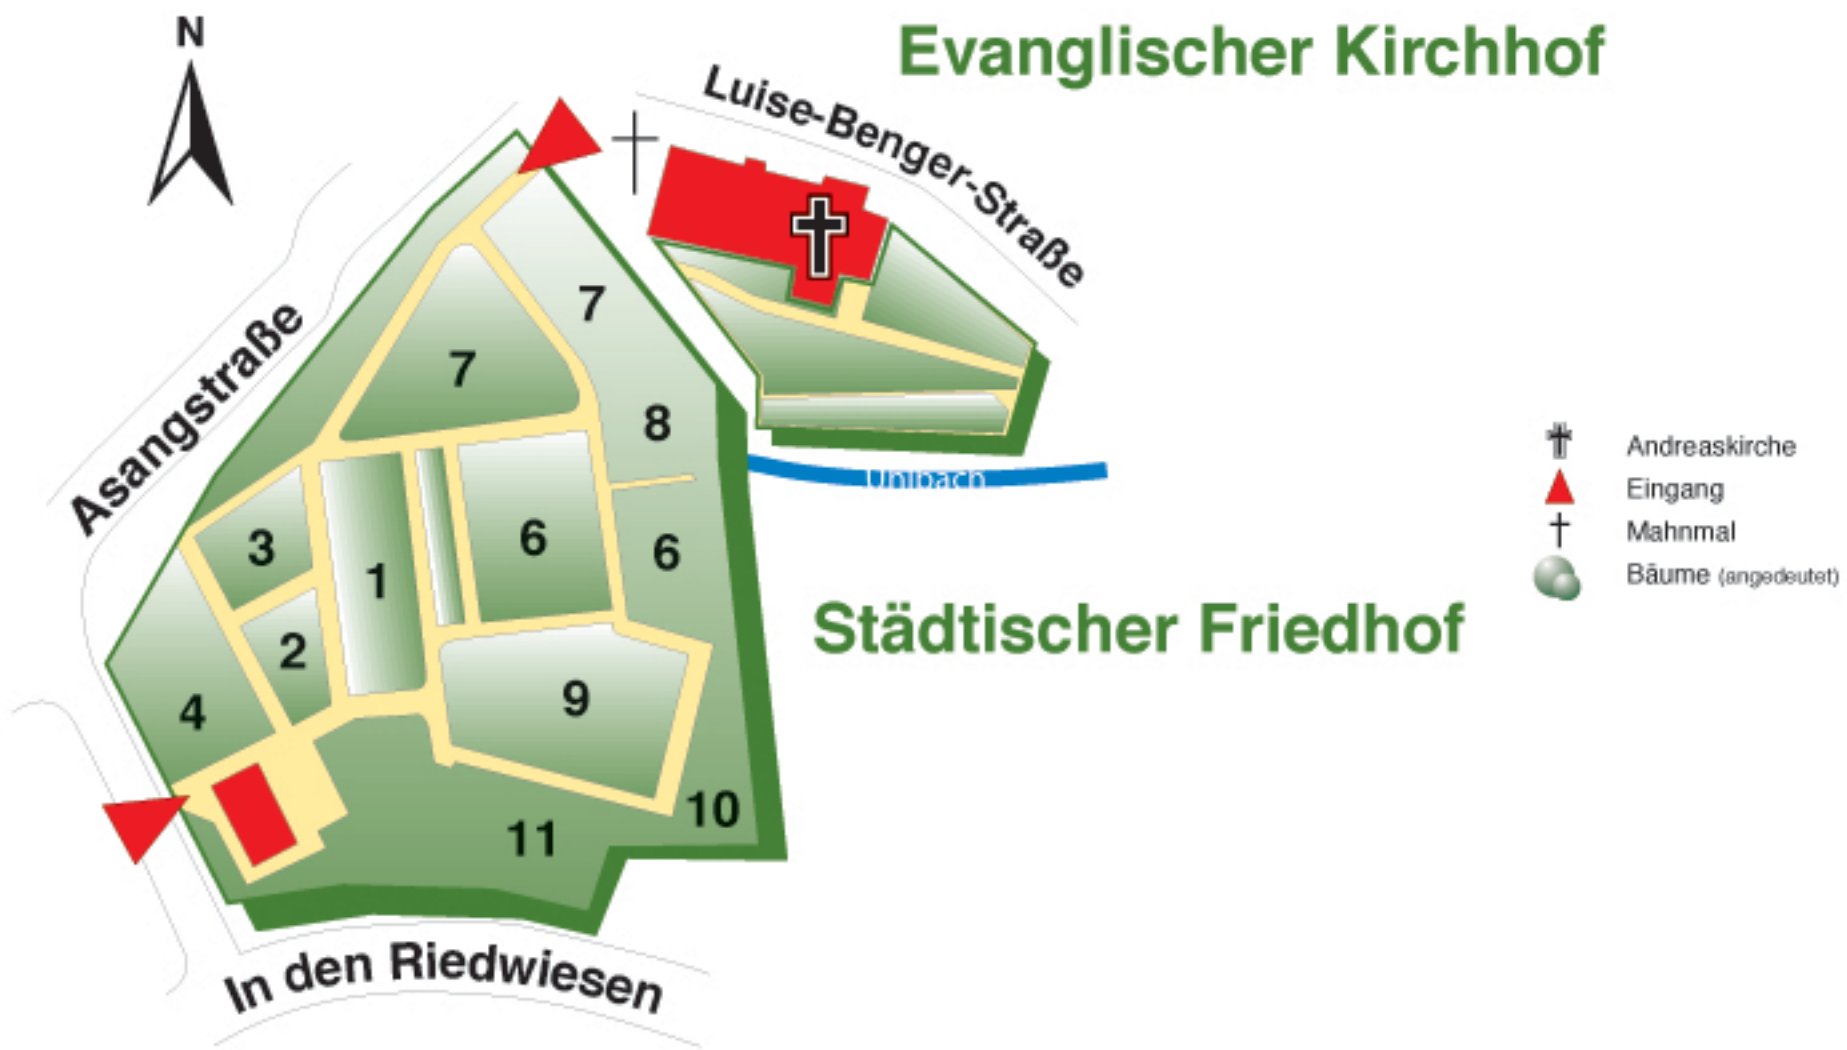 N
Evanglischer Kirchhof
Luise-Benger-Straße
Asangstraße
7
7
8
3
1
6
6
2
4
9
10
11
Uhlbach
Städtischer Friedhof
In den Riedwiesen
Andreaskirche
Eingang
Mahnmal
Bäume (angedeutet)